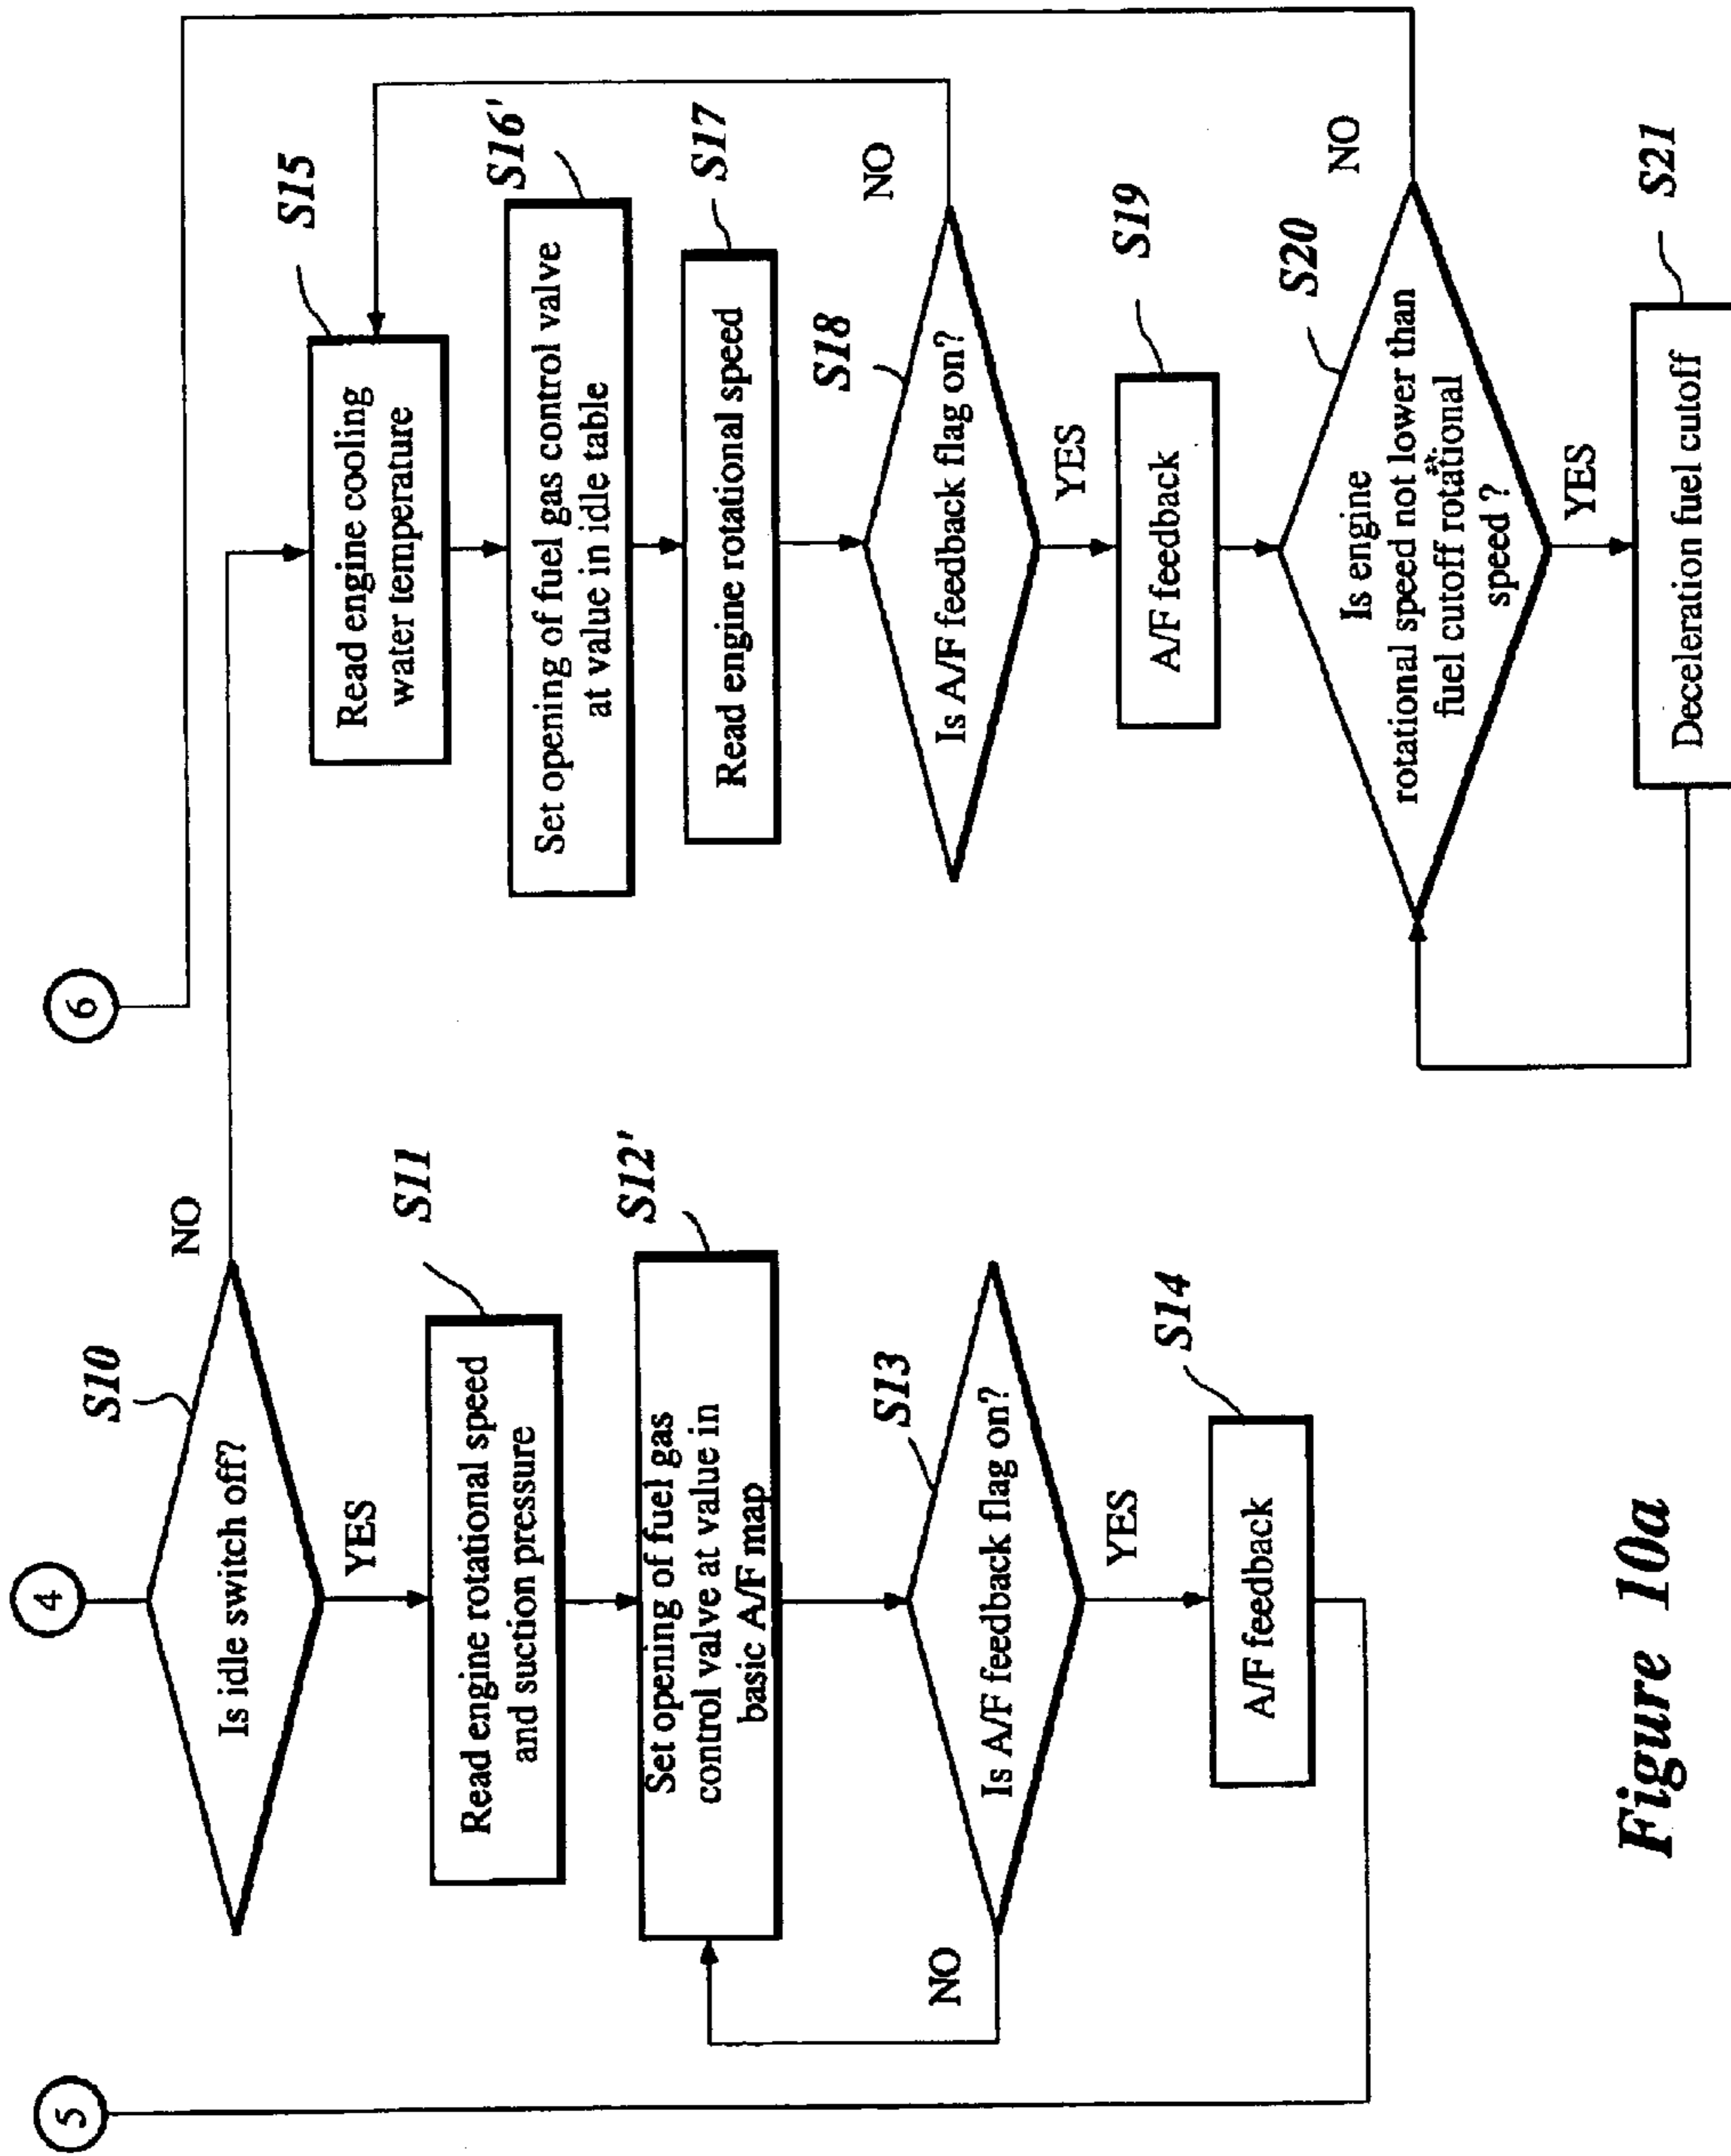 5
4
6
S10
Is idle switch off?
NO
YES
S11
Read engine rotational speed
and suction pressure
S12'
Set opening of fuel gas
control valve at value in
basic A/F map
S13
Is A/F feedback flag on?
NO
YES
S14
A/F feedback
S15
Read engine cooling
water temperature
S16'
Set opening of fuel gas control valve
at value in idle table
S17
Read engine rotational speed
S18
Is A/F feedback flag on?
NO
YES
S19
A/F feedback
S20
Is engine
rotational speed not lower than
fuel cutoff rotational
speed ?
NO
YES
S21
Deceleration fuel cutoff
Figure 10a